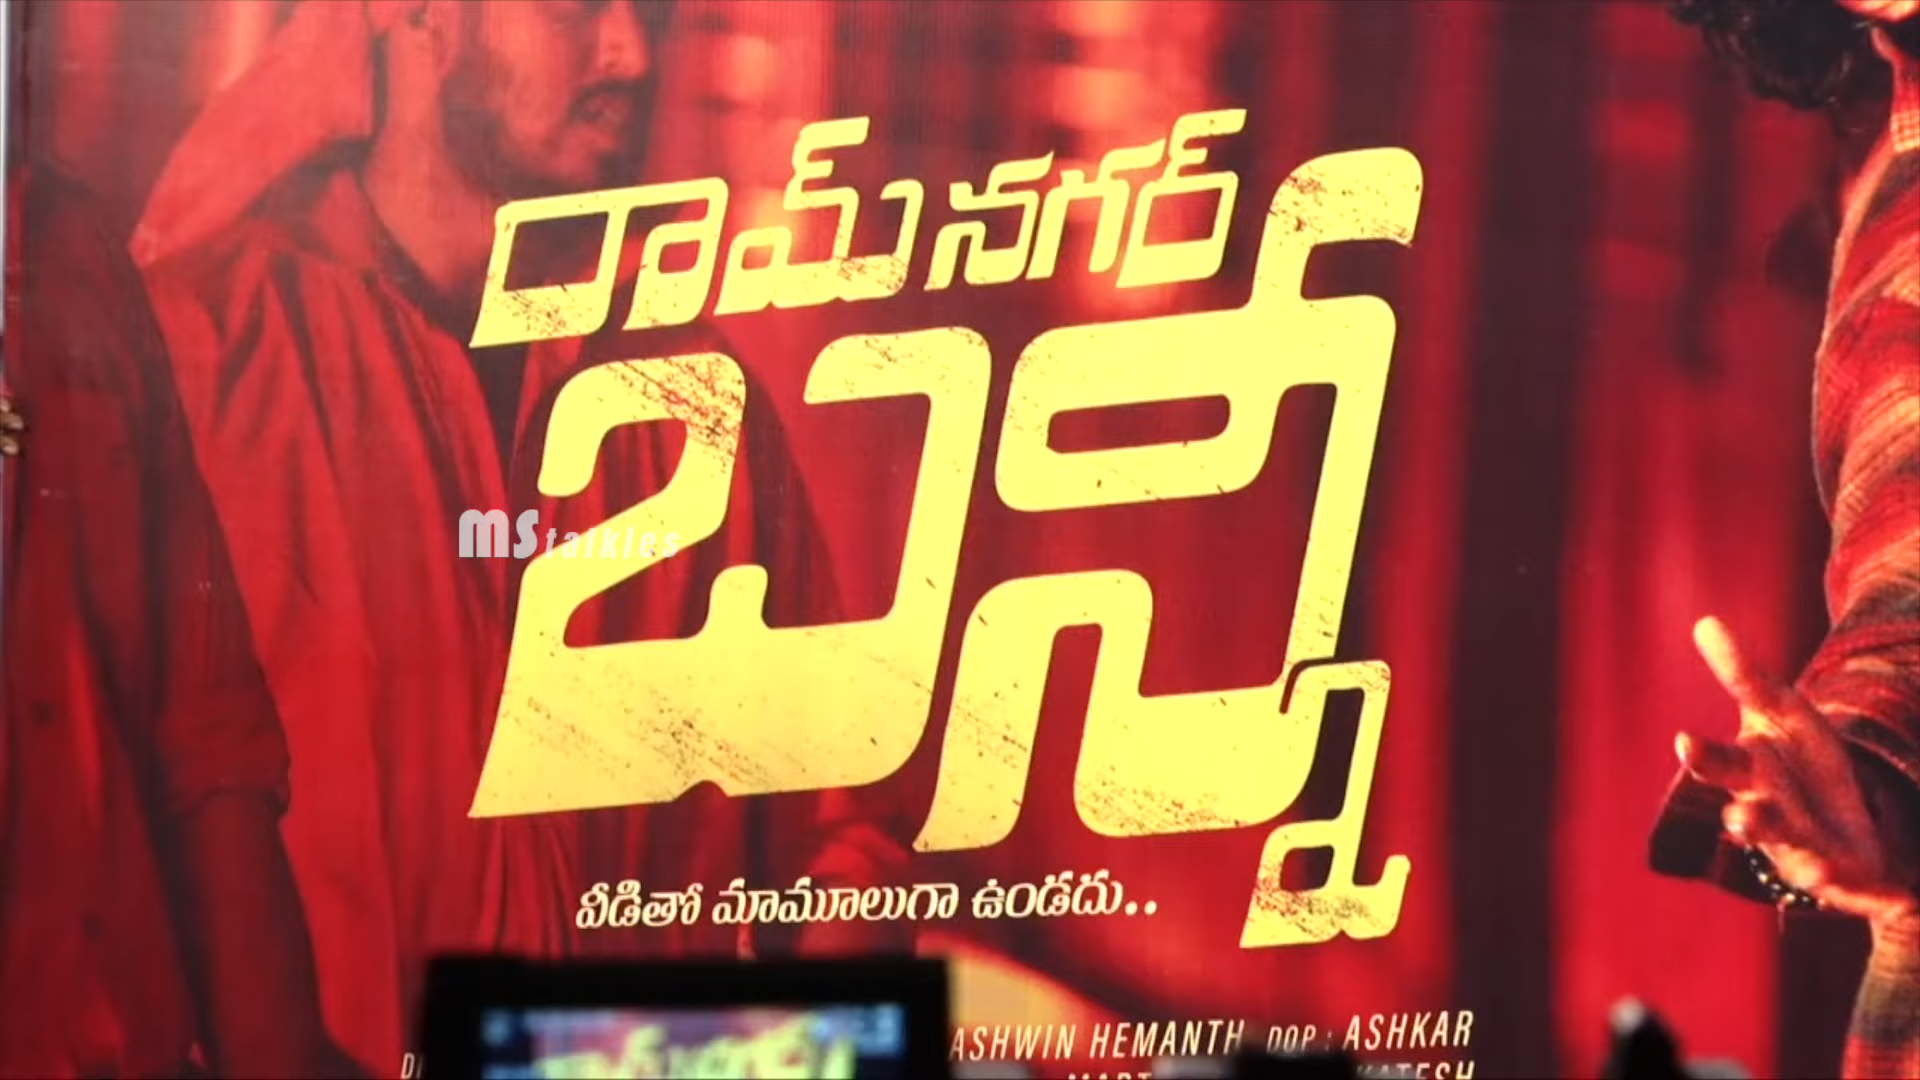 రామ్ నగర్
బన్నీ
MStalkies
వీడితో మామూలుగా ఉండదు..
ASHWIN HEMANTH DOP : ASHKAR